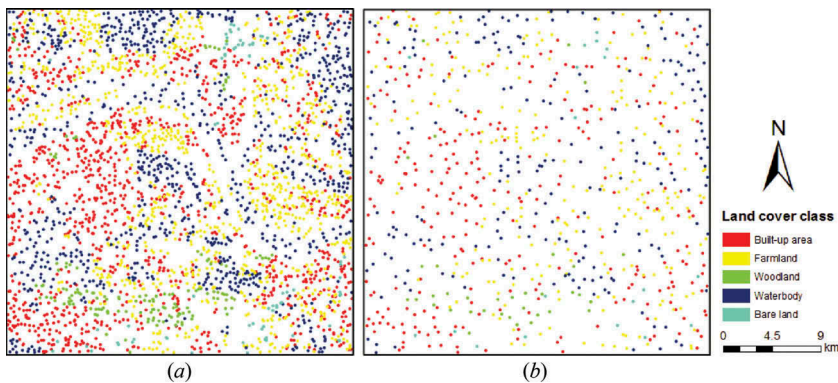 N
Land cover class
Built-up area
Farmland
Woodland
Waterbody
Bare land
0 4.5 9
km
(a) (b)